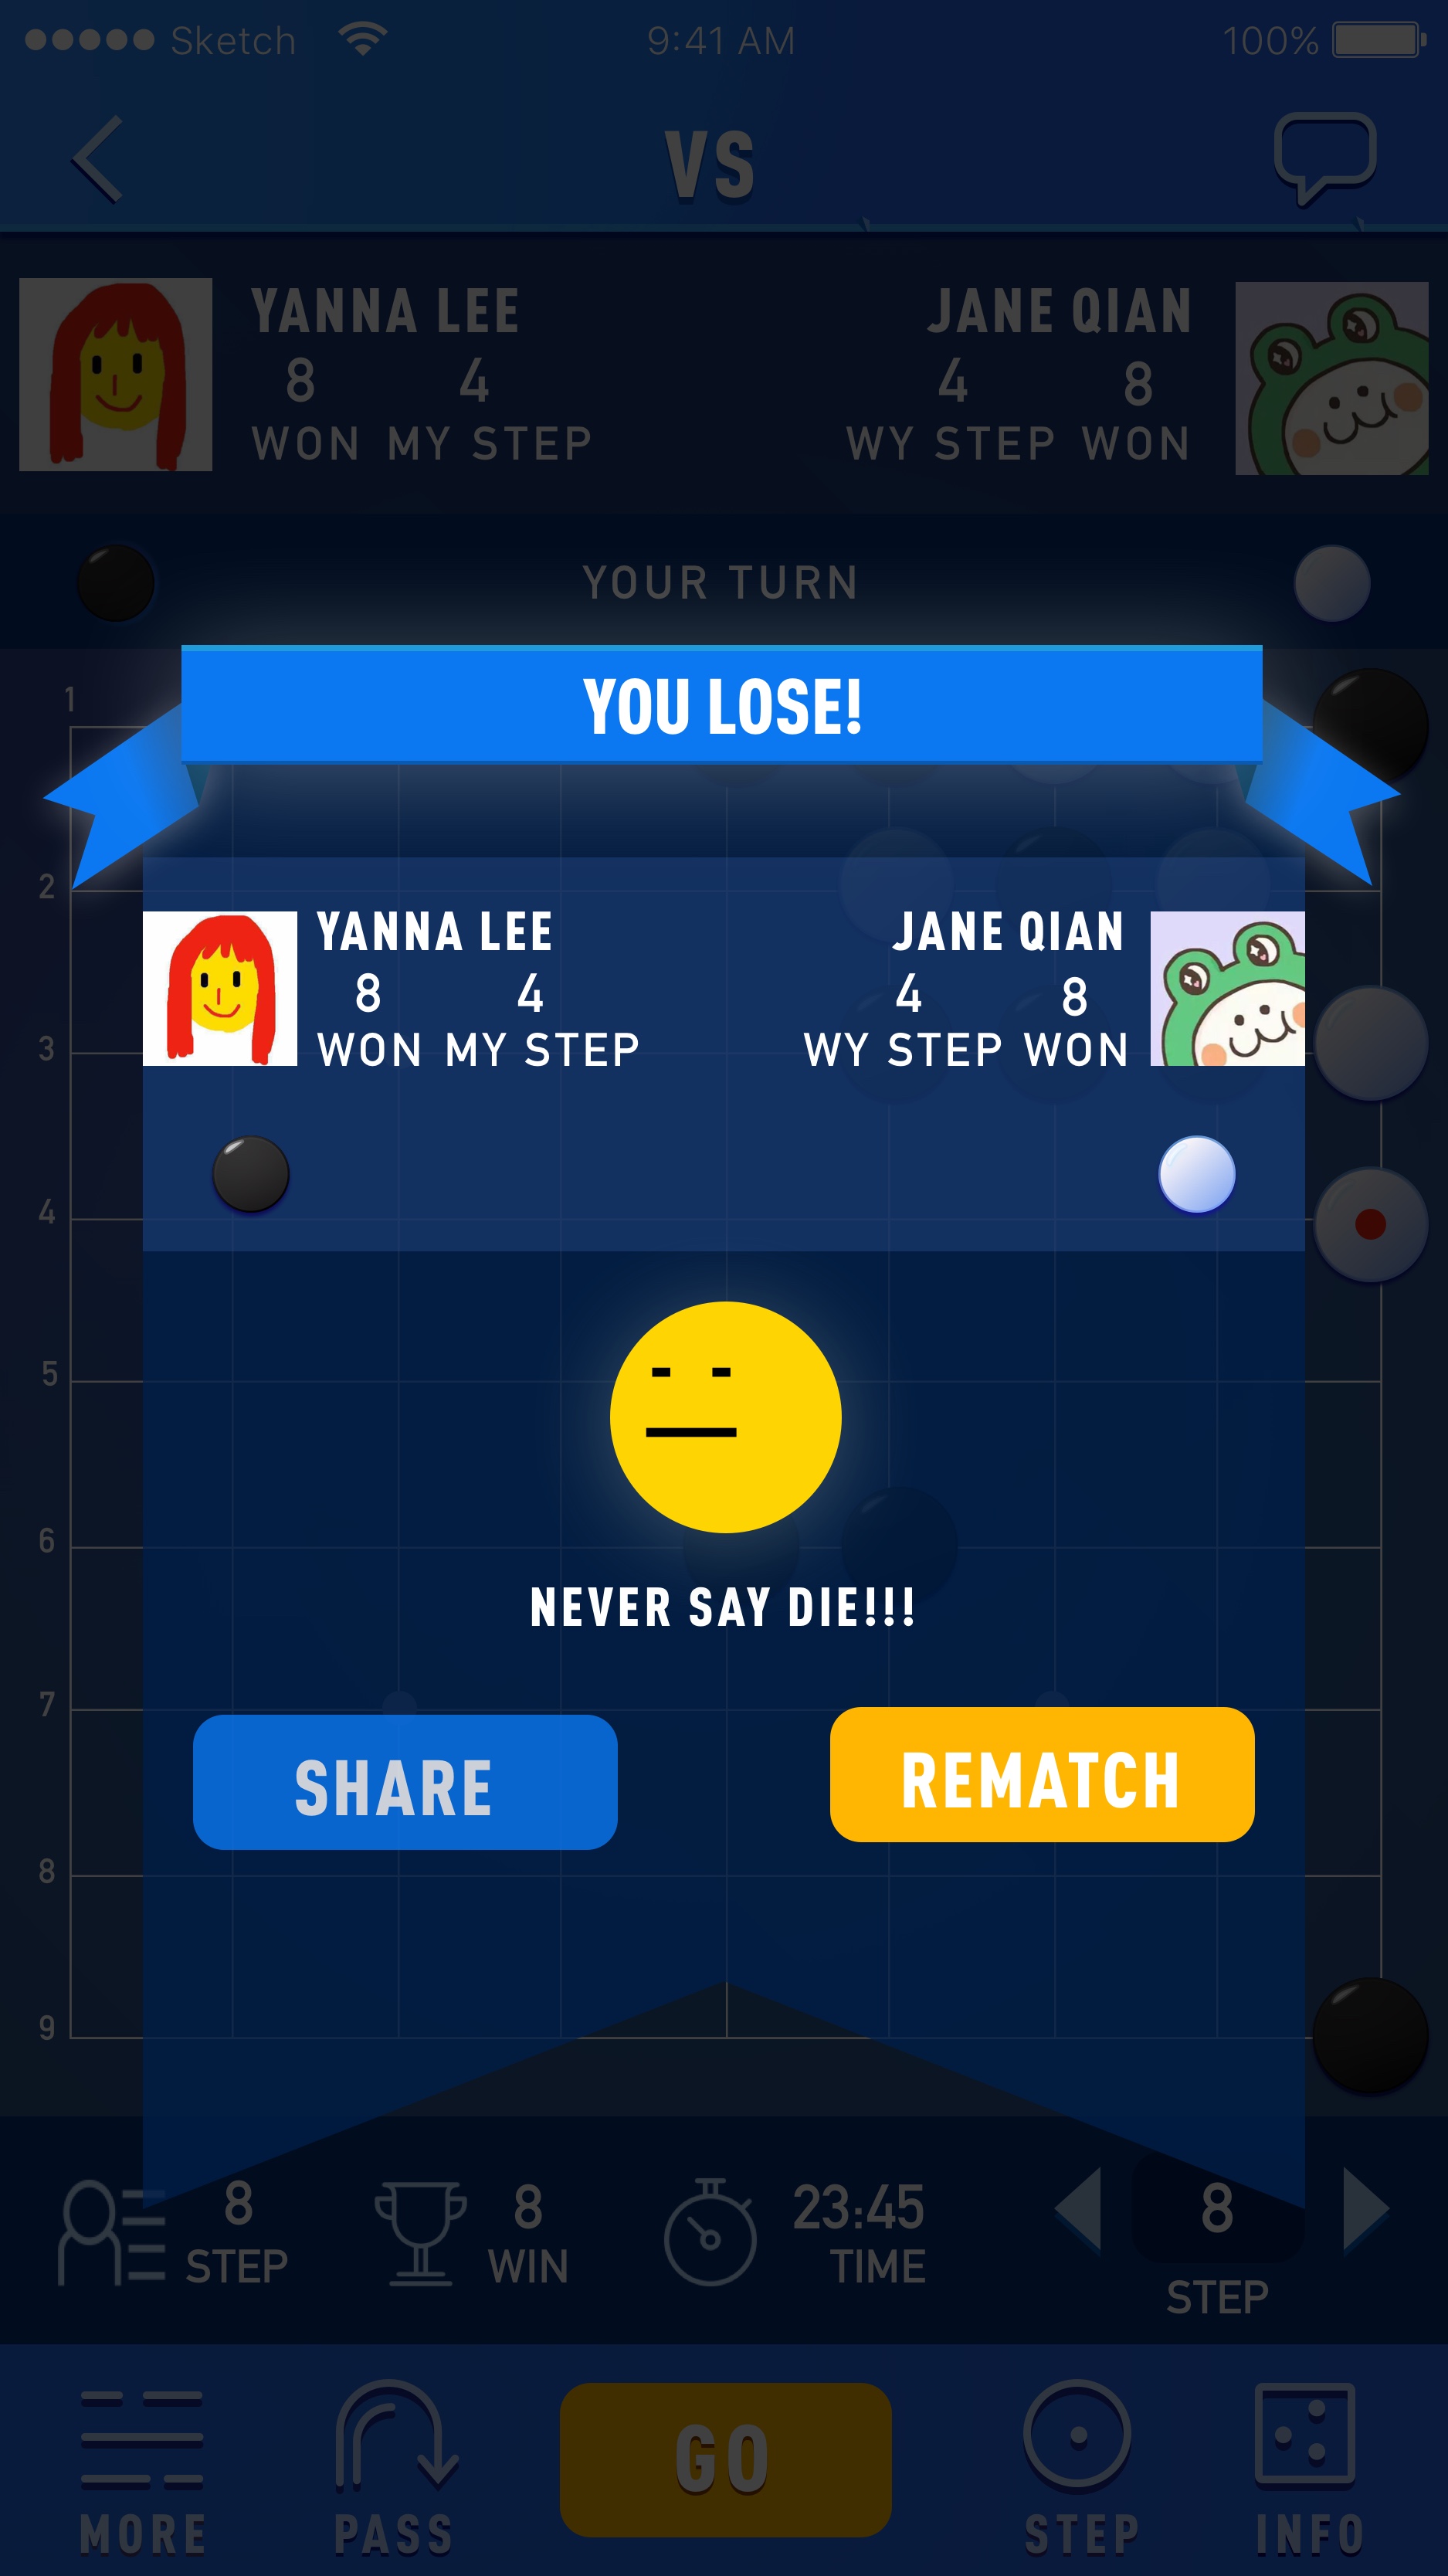 Sketch 9:41 AM 100%
VS
YANNA LEE JANE QIAN
8 4 4 8
WON MY STEP WY STEP WON
YOUR TURN
YOU LOSE!
1
2
YANNA LEE JANE QIAN
8 4 4 8
WON MY STEP WY STEP WON
3
4
5
6
NEVER SAY DIE!!!
7
SHARE REMATCH
8
9
8 8 23:45 8
STEP WIN TIME
STEP
GO
MORE PASS STEP INFO